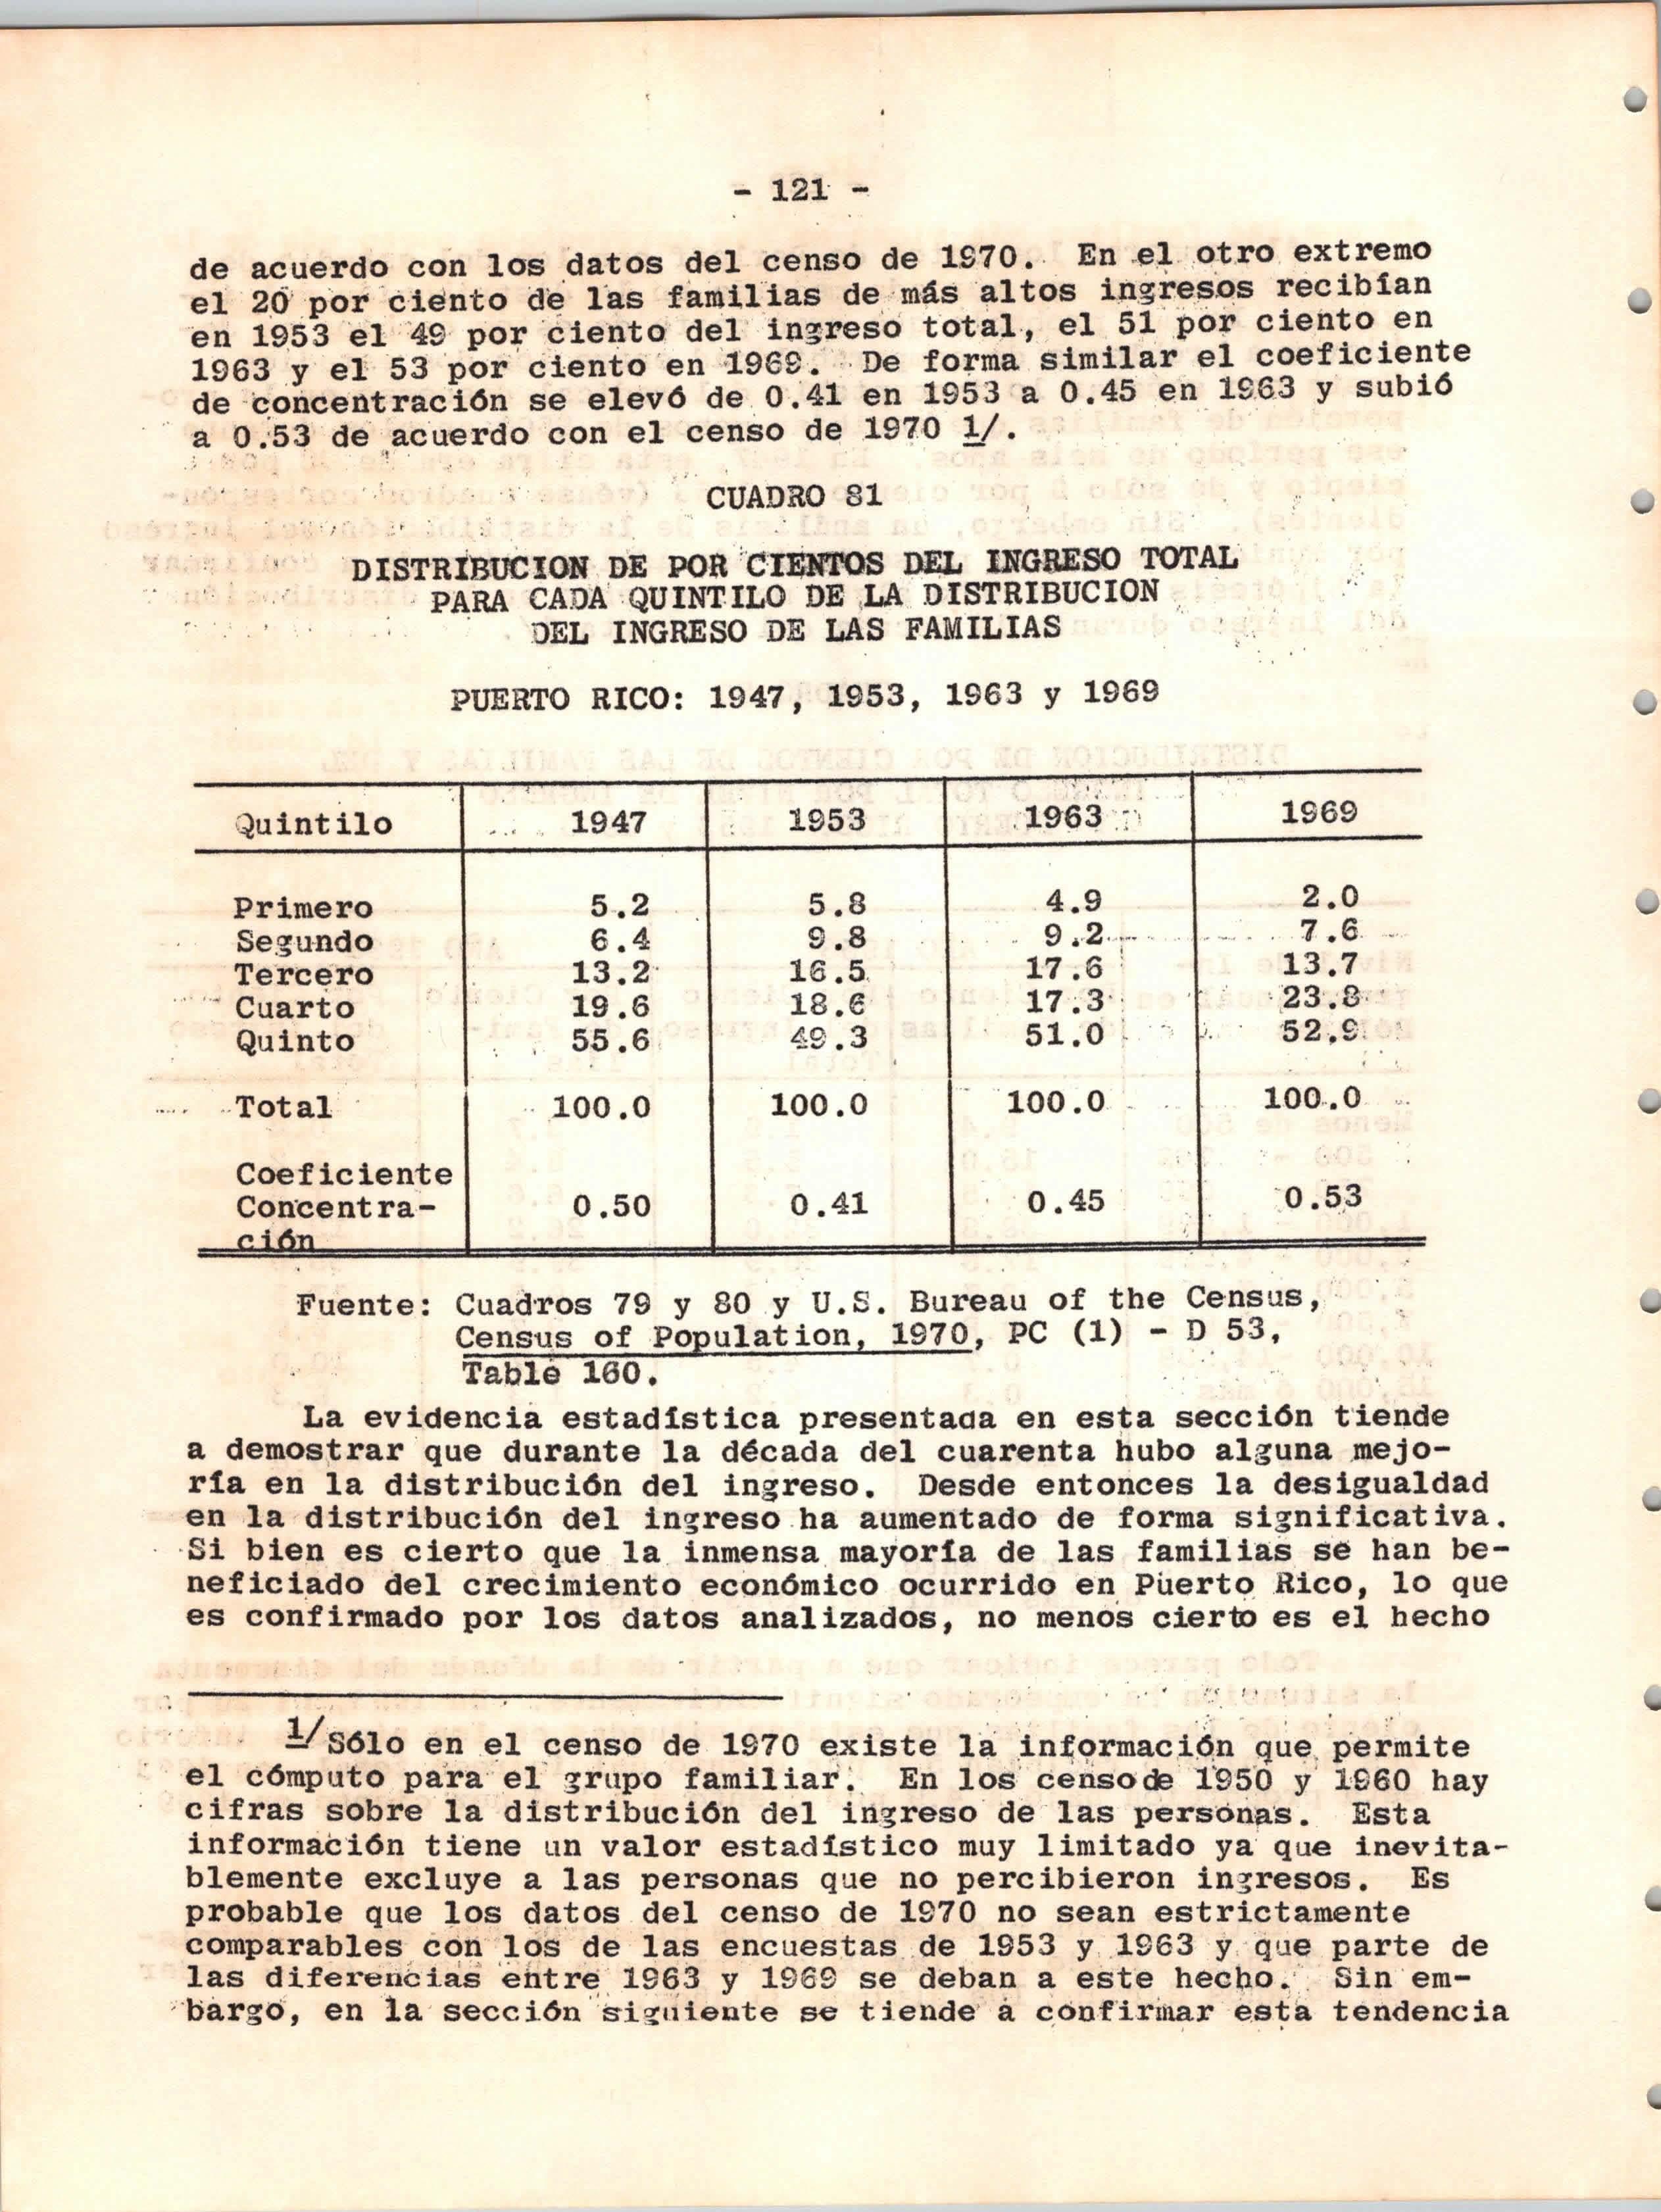 - 121 -
de acuerdo con los datos del censo de 1970. En el otro extremo
el 20 por ciento de las familias de más altos ingresos recibían
en 1953 el 49 por ciento del ingreso total, el 51 por ciento en
1963 y el 53 por ciento en 1969. De forma similar el coeficiente
de concentración se elevó de 0.41 en 1953 a 0.45 en 1963 y subió
a 0.53 de acuerdo con el censo de 1970 1/.
CUADRO 81
DISTRIBUCION DE POR CIENTOS DEL INGRESO TOTAL
PARA CADA QUINTILO DE LA DISTRIBUCION
DEL INGRESO DE LAS FAMILIAS
PUERTO RICO: 1947, 1953, 1963 y 1969
Quintilo 1947 1953 1963 1969
Primero 5.2 5.8 4.9 2.0
Segundo 6.4 9.8 9.2 7.6
Tercero 13.2 16.5 17.6 13.7
Cuarto 19.6 18.6 17.3 23.8
Quinto 55.6 49.3 51.0 52.9
Total 100.0 100.0 100.0 100.0
Coeficiente
Concentra- 0.50 0.41 0.45 0.53
ción
Fuente: Cuadros 79 y 80 y U.S. Bureau of the Census,
Census of Population, 1970, PC (1) - D 53,
Table 160.
La evidencia estadística presentada en esta sección tiende
a demostrar que durante la década del cuarenta hubo alguna mejo-
ría en la distribución del ingreso. Desde entonces la desigualdad
en la distribución del ingreso ha aumentado de forma significativa.
Si bien es cierto que la inmensa mayoría de las familias se han be-
neficiado del crecimiento económico ocurrido en Puerto Rico, lo que
es confirmado por los datos analizados, no menos cierto es el hecho
1/Sólo en el censo de 1970 existe la información que permite
el cómputo para el grupo familiar. En los censode 1950 y 1960 hay
cifras sobre la distribución del ingreso de las personas. Esta
información tiene un valor estadístico muy limitado ya que inevita-
blemente excluye a las personas que no percibieron ingresos. Es
probable que los datos del censo de 1970 no sean estrictamente
comparables con los de las encuestas de 1953 y 1963 y que parte de
las diferencias entre 1963 y 1969 se deban a este hecho. Sin em-
bargo, en la sección siguiente se tiende a confirmar esta tendencia